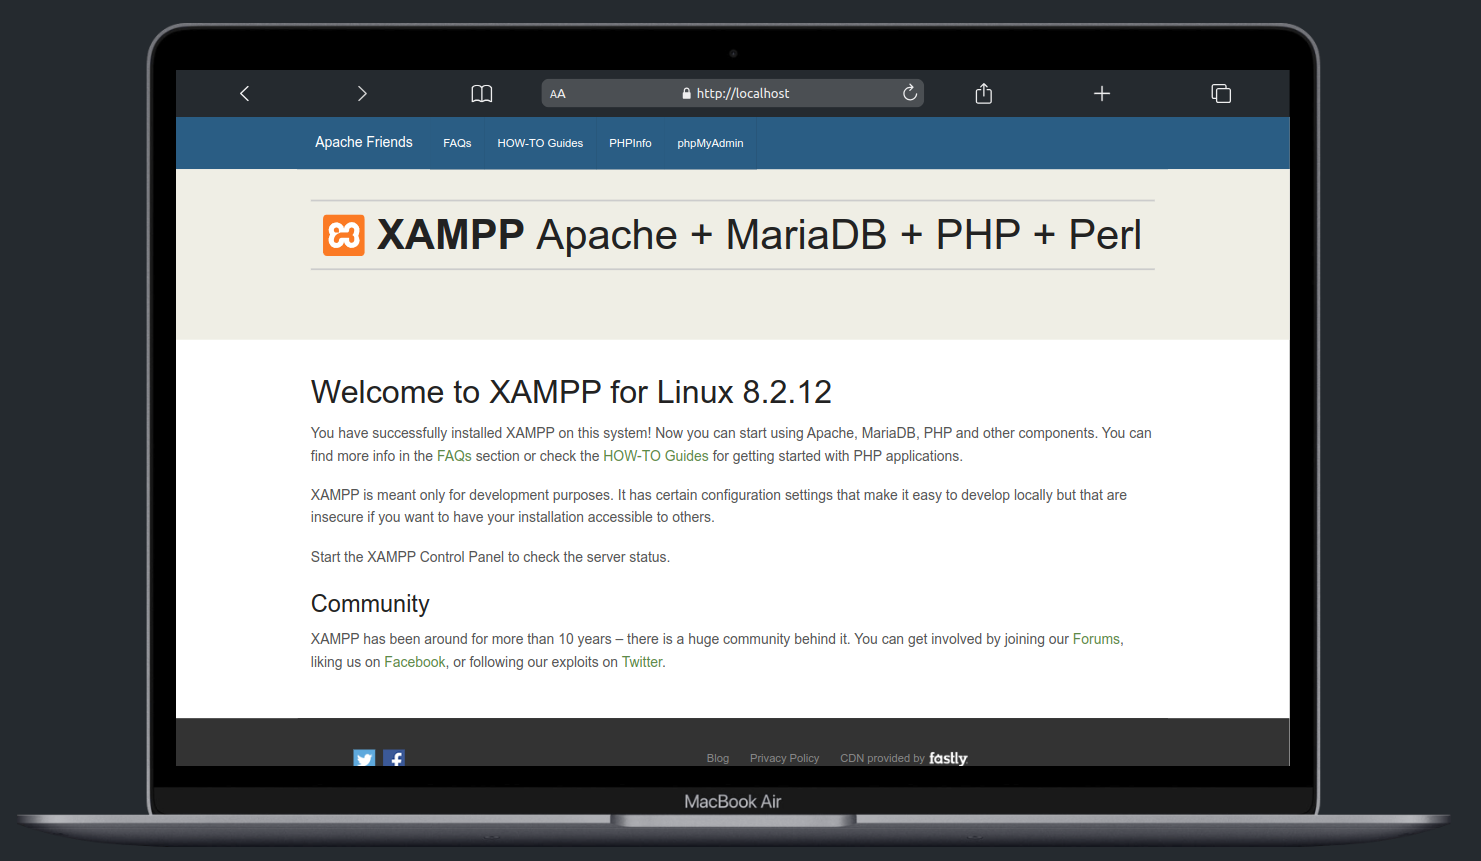 AA http://localhost
Apache Friends FAQs HOW-TO Guides PHPInfo phpMyAdmin
XAMPP Apache + MariaDB + PHP + Perl
Welcome to XAMPP for Linux 8.2.12
You have successfully installed XAMPP on this system! Now you can start using Apache, MariaDB, PHP and other components. You can
find more info in the FAQs section or check the HOW-TO Guides for getting started with PHP applications.
XAMPP is meant only for development purposes. It has certain configuration settings that make it easy to develop locally but that are
insecure if you want to have your installation accessible to others.
Start the XAMPP Control Panel to check the server status.
Community
XAMPP has been around for more than 10 years – there is a huge community behind it. You can get involved by joining our Forums,
liking us on Facebook, or following our exploits on Twitter.
Blog Privacy Policy CDN provided by fastly
MacBook Air